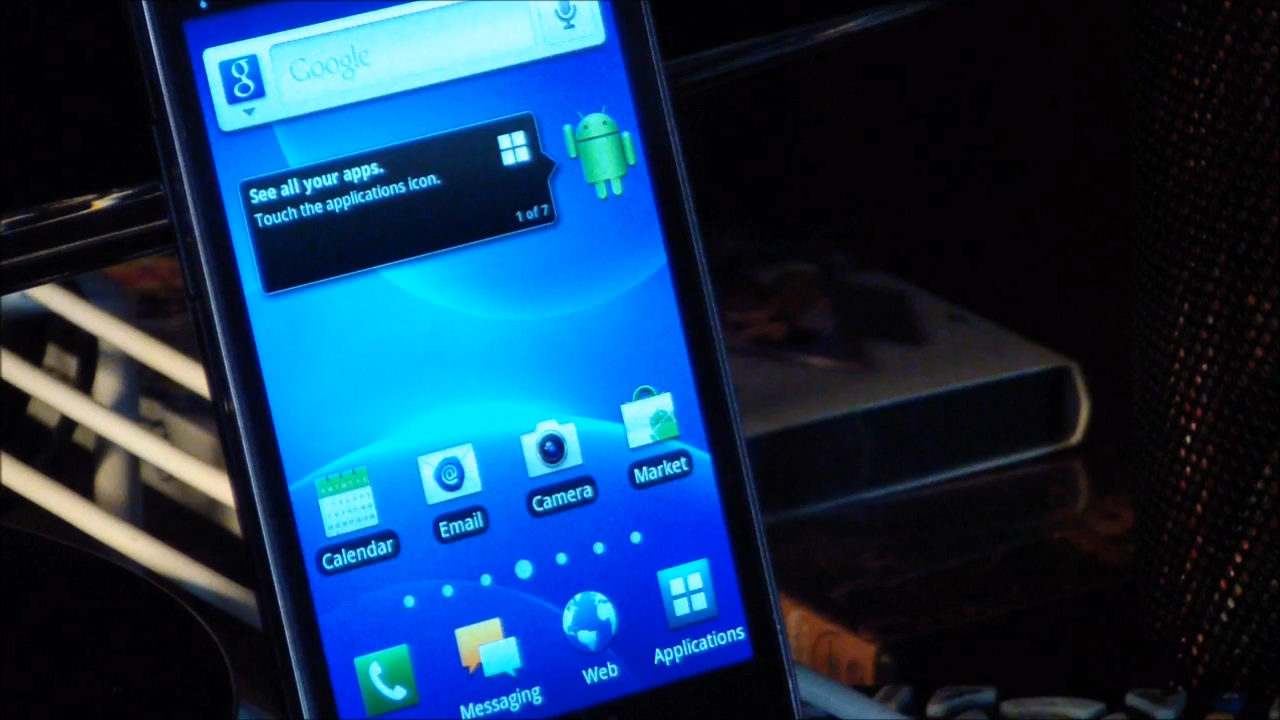 g Google
See all your apps.
Touch the applications icon.
1 of 7
Calendar
Email
@
Camera
Market
Messaging
Web
Applications